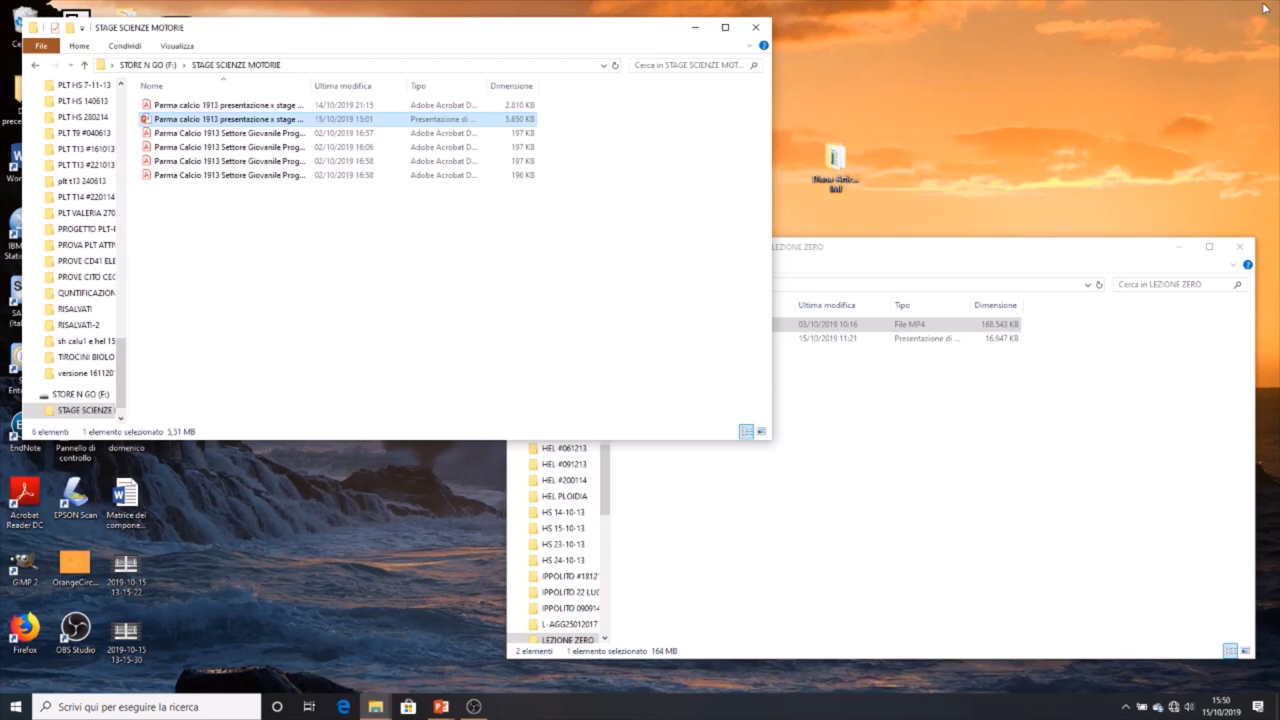 STAGE SCIENZE MOTORIE
File Home Condividi Visualizza
STORE N GO (F:) > STAGE SCIENZE MOTORIE
Cerca in STAGE SCIENZE MOT...
Nome Ultima modifica Tipo Dimensione
Parma calcio 1913 presentazione x stage ... 14/10/2019 21:15 Adobe Acrobat D... 2.810 KB
Parma calcio 1913 presentazione x stage ... 15/10/2019 15:01 Presentazione di ... 5.650 KB
Parma Calcio 1913 Settore Giovanile Prog... 02/10/2019 16:57 Adobe Acrobat D... 197 KB
Parma Calcio 1913 Settore Giovanile Prog... 02/10/2019 16:06 Adobe Acrobat D... 197 KB
Parma Calcio 1913 Settore Giovanile Prog... 02/10/2019 16:58 Adobe Acrobat D... 197 KB
Parma Calcio 1913 Settore Giovanile Prog... 02/10/2019 16:58 Adobe Acrobat D... 196 KB
PLT HS 7-11-13
PLT HS 140613
PLT HS 280214
PLT T9 #040613
PLT T13 #161013
PLT T13 #221013
plt t13 240613
PLT T14 #220114
PLT VALERIA 270
PROGETTO PLT-
PROVA PLT ATTI
PROVE CD41 ELE
PROVE CITO CEC
QUNTIFICAZION
RISALVATI
RISALVATI-2
sh calu1 e hel 15
TIROCINI BIOLO
versione 161120
STORE N GO (F:)
STAGE SCIENZE
6 elementi 1 elemento selezionato 5,51 MB
LEZIONE ZERO
Cerca in LEZIONE ZERO
Ultima modifica Tipo Dimensione
03/10/2019 10:16 File MP4 168.543 KB
15/10/2019 11:21 Presentazione di ... 16.947 KB
HEL #061213
HEL #091213
HEL #200114
HEL PLOIDIA
HS 14-10-13
HS 15-10-13
HS 23-10-13
HS 24-10-13
IPPOLITO #1812
IPPOLITO 22 LUG
IPPOLITO 090914
L-AGG25012017
LEZIONE ZERO
2 elementi 1 elemento selezionato 164 MB
EndNote
Pannello di
controllo
domenico
Acrobat
Reader DC
EPSON Scan
Matrice dei
compone...
GIMP 2
OrangeCirc...
2019-10-15
13-15-22
Firefox
OBS Studio
2019-10-15
13-15-30
Scrivi qui per eseguire la ricerca
15:50
15/10/2019